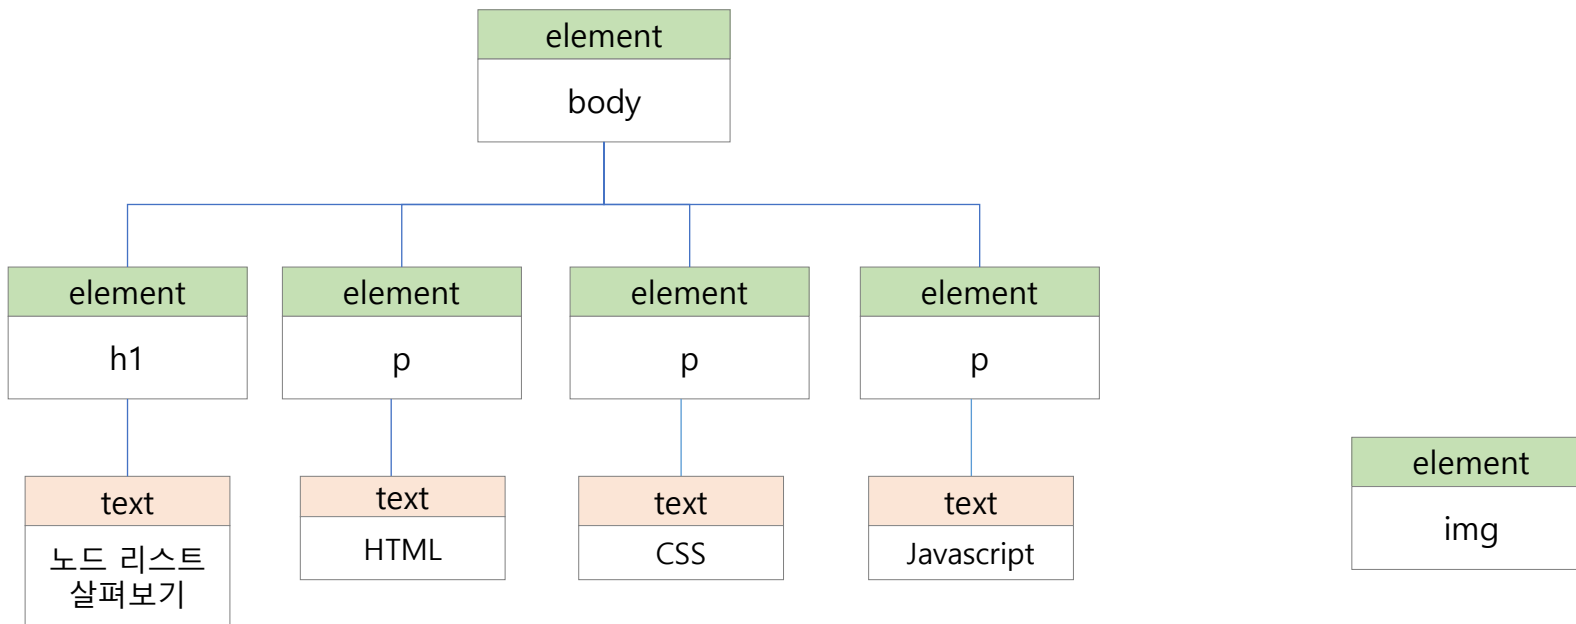 element
body
element
h1
element
p
element
p
element
p
text
노드 리스트
살펴보기
text
HTML
text
CSS
text
Javascript
element
img